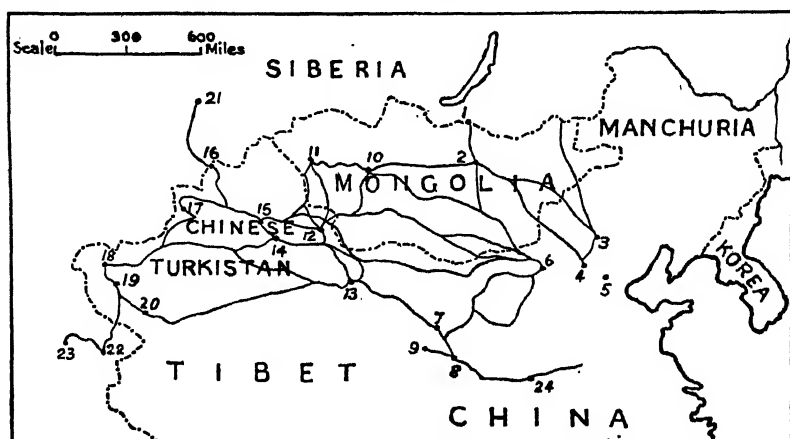 0 300 600
Scale Miles
SIBERIA
21
1
MANCHURIA
16
11
10
2
MONGOLIA
17
15
CHINESE
12
3
18
14
TURKISTAN
6
4
5
KOREA
19
13
20
7
23
22
9
8
TIBET
24
CHINA